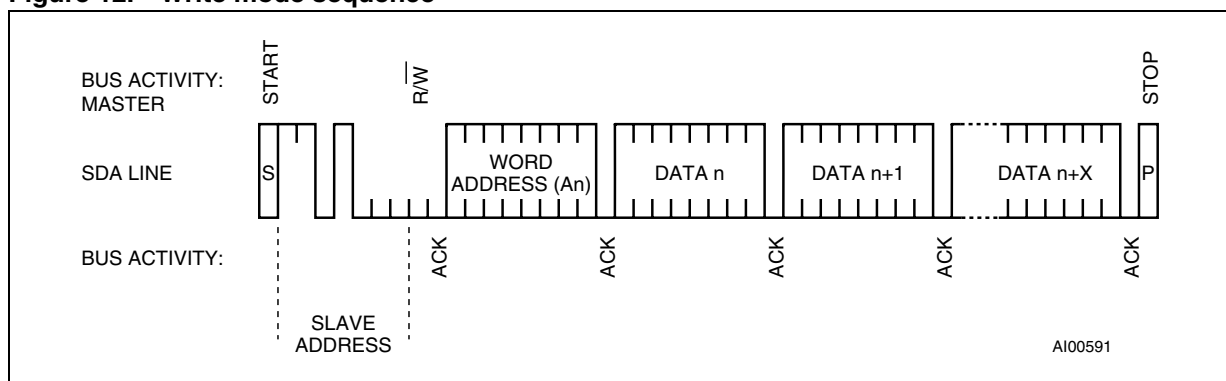 Figure 12. Write mode sequence
BUS ACTIVITY:
MASTER
START
R/W
STOP
SDA LINE
S
WORD
ADDRESS (An)
DATA n
DATA n+1
DATA n+X
P
BUS ACTIVITY:
ACK
ACK
ACK
ACK
ACK
SLAVE
ADDRESS
AI00591